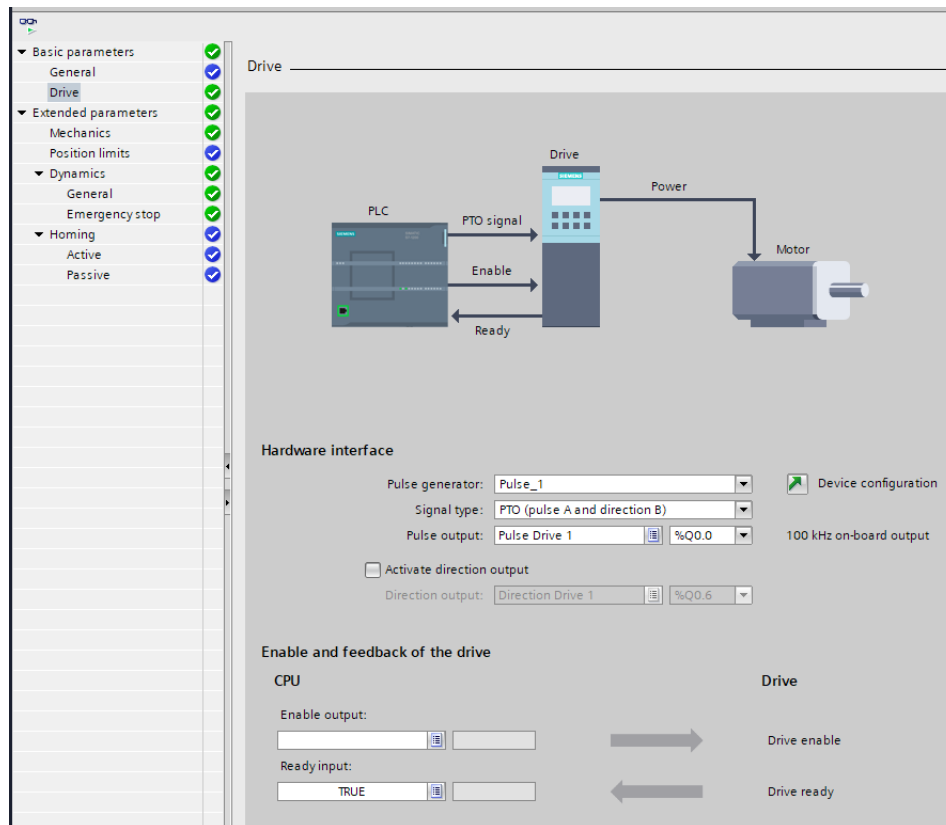 Basic parameters
General
Drive
Extended parameters
Mechanics
Position limits
Dynamics
General
Emergency stop
Homing
Active
Passive
Drive
Drive
SIEMENS
Power
PLC
PTO signal
SIEMENS
Motor
Enable
Ready
Hardware interface
Pulse generator: Pulse_1 Device configuration
Signal type: PTO (pulse A and direction B)
Pulse output: Pulse Drive 1 %Q0.0 100 kHz on-board output
Activate direction output
Direction output: Direction Drive 1 %Q0.6
Enable and feedback of the drive
CPU Drive
Enable output:
Drive enable
Ready input:
TRUE Drive ready